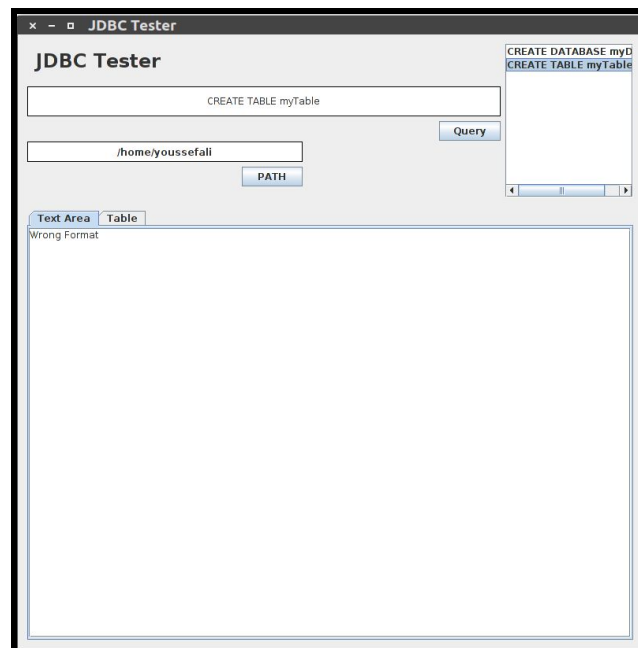 JDBC Tester
JDBC Tester
CREATE DATABASE myD
CREATE TABLE myTable
CREATE TABLE myTable
Query
/home/youssefali
PATH
Text Area
Table
Wrong Format